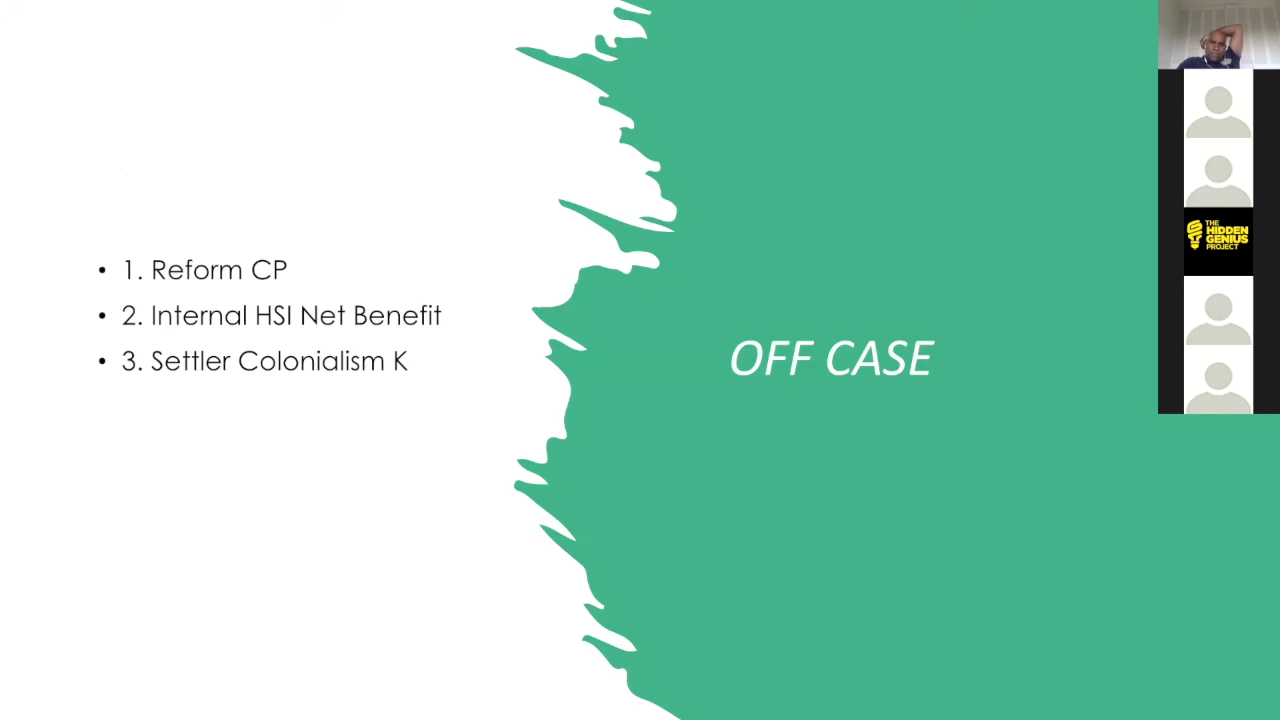 • 1. Reform CP
• 2. Internal HSI Net Benefit
• 3. Settler Colonialism K
OFF CASE
THE
HIDDEN
GENIUS
PROJECT